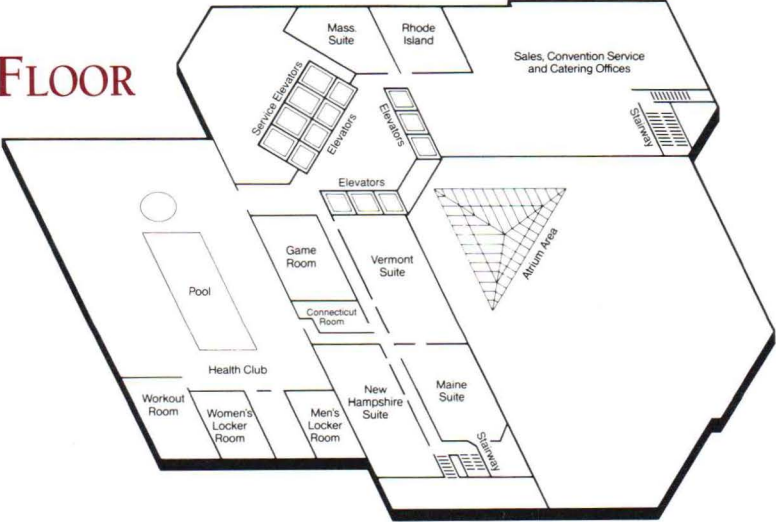 FLOOR
Mass.
Suite
Rhode
Island
Sales, Convention Service
and Catering Offices
Service Elevators
Elevators
Elevators
Stairway
Elevators
Atrium Area
Game
Room
Vermont
Suite
Pool
Connecticut
Room
Health Club
Workout
Room
Women's
Locker
Room
Men's
Locker
Room
New
Hampshire
Suite
Maine
Suite
Stairway